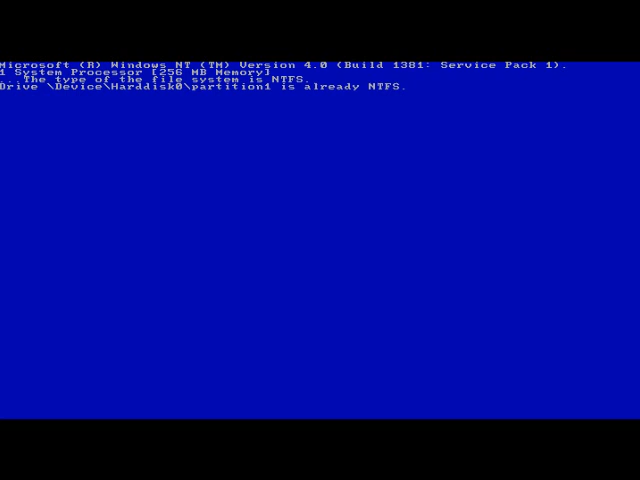 Microsoft (R) Windows NT (TM) Version 4.0 (Build 1381: Service Pack 1).
1 System Processor [256 MB Memory]
...The type of the file system is NTFS.
Drive \Device\Harddisk0\partition1 is already NTFS.